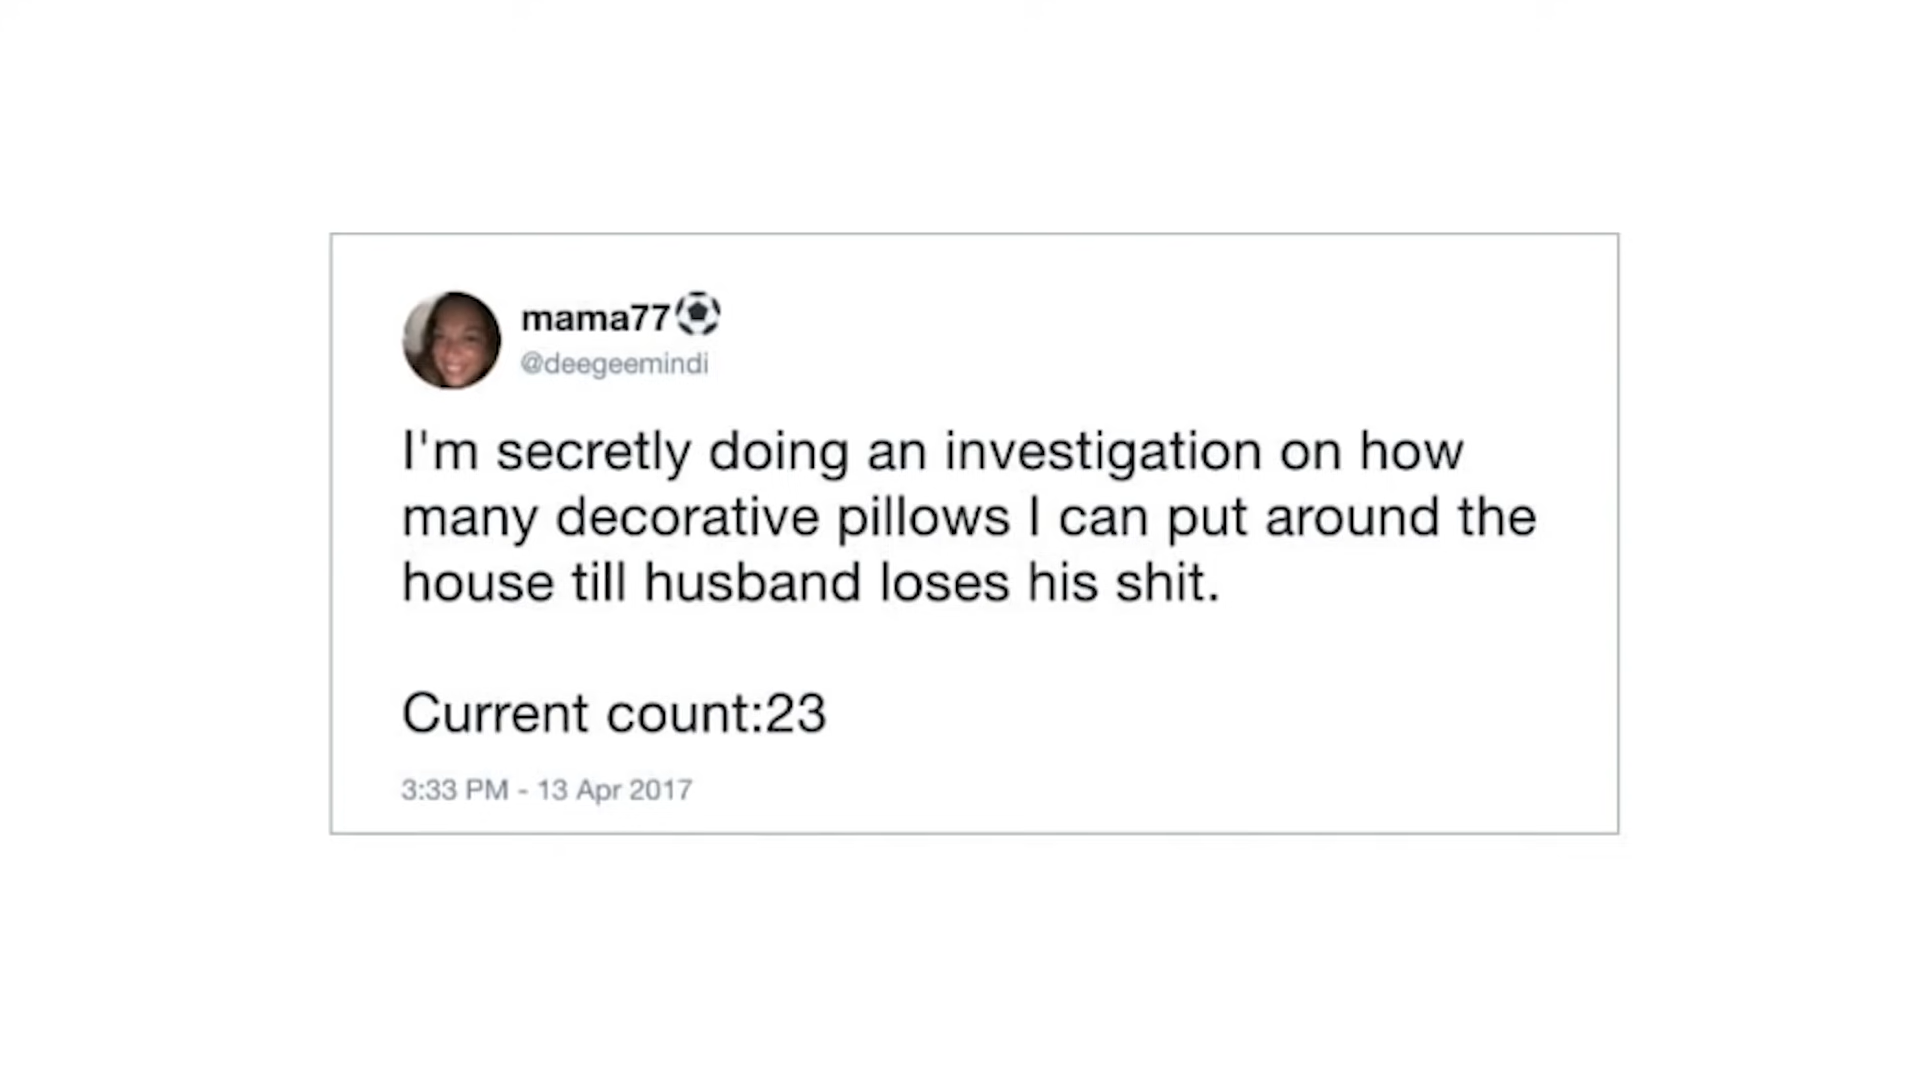 mama77⚽
@deegeemindi
I'm secretly doing an investigation on how
many decorative pillows I can put around the
house till husband loses his shit.
Current count:23
3:33 PM - 13 Apr 2017